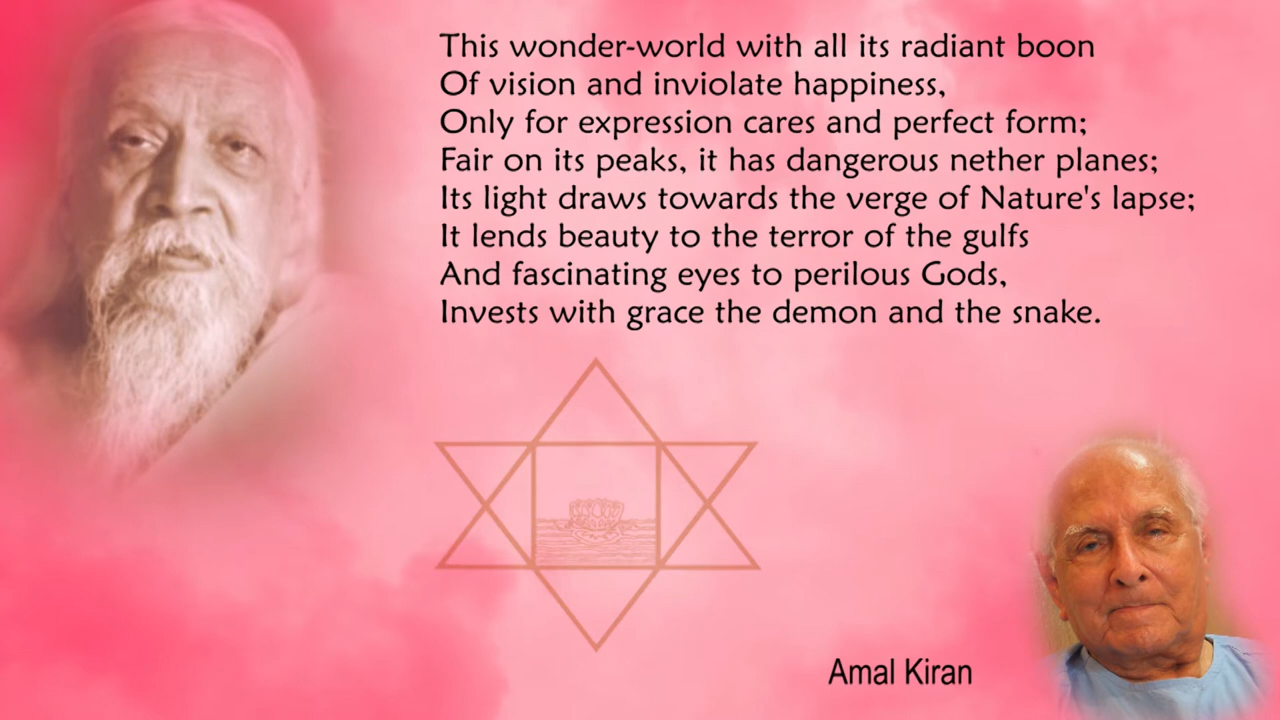 This wonder-world with all its radiant boon
Of vision and inviolate happiness,
Only for expression cares and perfect form;
Fair on its peaks, it has dangerous nether planes;
Its light draws towards the verge of Nature's lapse;
It lends beauty to the terror of the gulfs
And fascinating eyes to perilous Gods,
Invests with grace the demon and the snake.
Amal Kiran